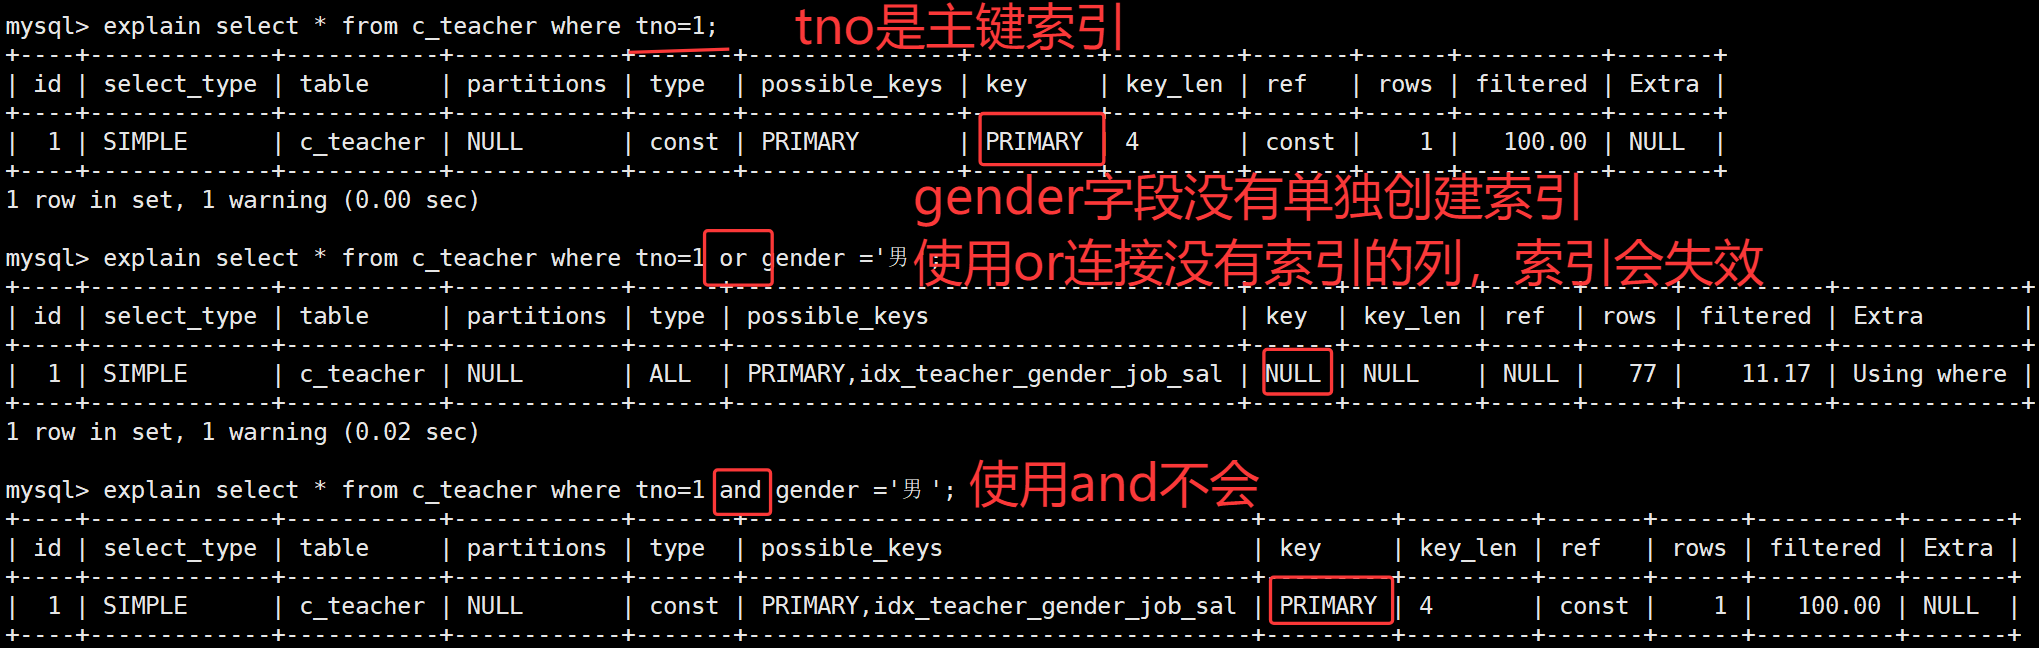 mysql> explain select * from c_teacher where tno=1; tno是主键索引
+----+-------------+-----------+------------+-------+---------------+---------+---------+-------+------+----------+-------+
| id | select_type | table     | partitions | type  | possible_keys | key     | key_len | ref   | rows | filtered | Extra |
+----+-------------+-----------+------------+-------+---------------+---------+---------+-------+------+----------+-------+
|  1 | SIMPLE      | c_teacher | NULL       | const | PRIMARY       | PRIMARY | 4       | const |    1 |   100.00 | NULL  |
+----+-------------+-----------+------------+-------+---------------+---------+---------+-------+------+----------+-------+
1 row in set, 1 warning (0.00 sec)
gender字段没有单独创建索引
mysql> explain select * from c_teacher where tno=1 or gender ='男';
使用or连接没有索引的列，索引会失效
+----+-------------+-----------+------------+------+----------------------------------+------+---------+------+------+----------+-------------+
| id | select_type | table     | partitions | type | possible_keys                    | key  | key_len | ref  | rows | filtered | Extra       |
+----+-------------+-----------+------------+------+----------------------------------+------+---------+------+------+----------+-------------+
|  1 | SIMPLE      | c_teacher | NULL       | ALL  | PRIMARY,idx_teacher_gender_job_sal | NULL | NULL    | NULL |   77 |    11.17 | Using where |
+----+-------------+-----------+------------+------+----------------------------------+------+---------+------+------+----------+-------------+
1 row in set, 1 warning (0.02 sec)
mysql> explain select * from c_teacher where tno=1 and gender ='男'; 使用and不会
+----+-------------+-----------+------------+-------+----------------------------------+---------+---------+-------+------+----------+-------+
| id | select_type | table     | partitions | type  | possible_keys                    | key     | key_len | ref   | rows | filtered | Extra |
+----+-------------+-----------+------------+-------+----------------------------------+---------+---------+-------+------+----------+-------+
|  1 | SIMPLE      | c_teacher | NULL       | const | PRIMARY,idx_teacher_gender_job_sal | PRIMARY | 4       | const |    1 |   100.00 | NULL  |
+----+-------------+-----------+------------+-------+----------------------------------+---------+---------+-------+------+----------+-------+